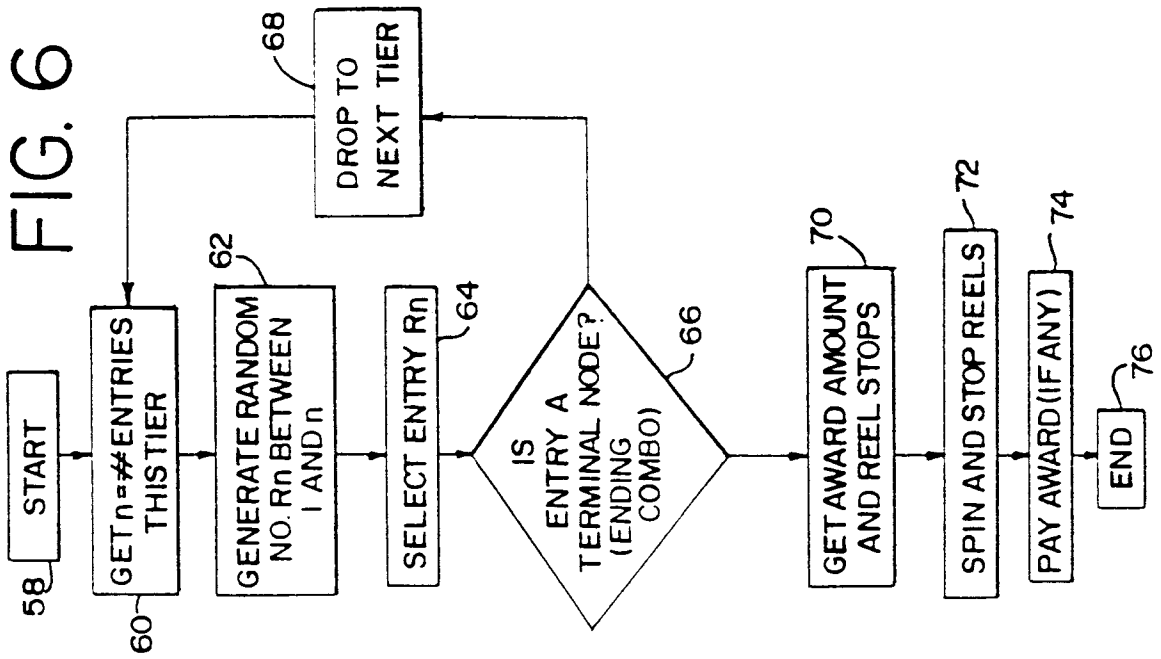 FIG. 6
58
START
60
GET n = # ENTRIES
THIS TIER
62
GENERATE RANDOM
NO. Rn BETWEEN
1 AND n
64
SELECT ENTRY Rn
66
IS
ENTRY A
TERMINAL NODE?
(ENDING
COMBO)
68
DROP TO
NEXT TIER
70
GET AWARD AMOUNT
AND REEL STOPS
72
SPIN AND STOP REELS
74
PAY AWARD (IF ANY)
76
END